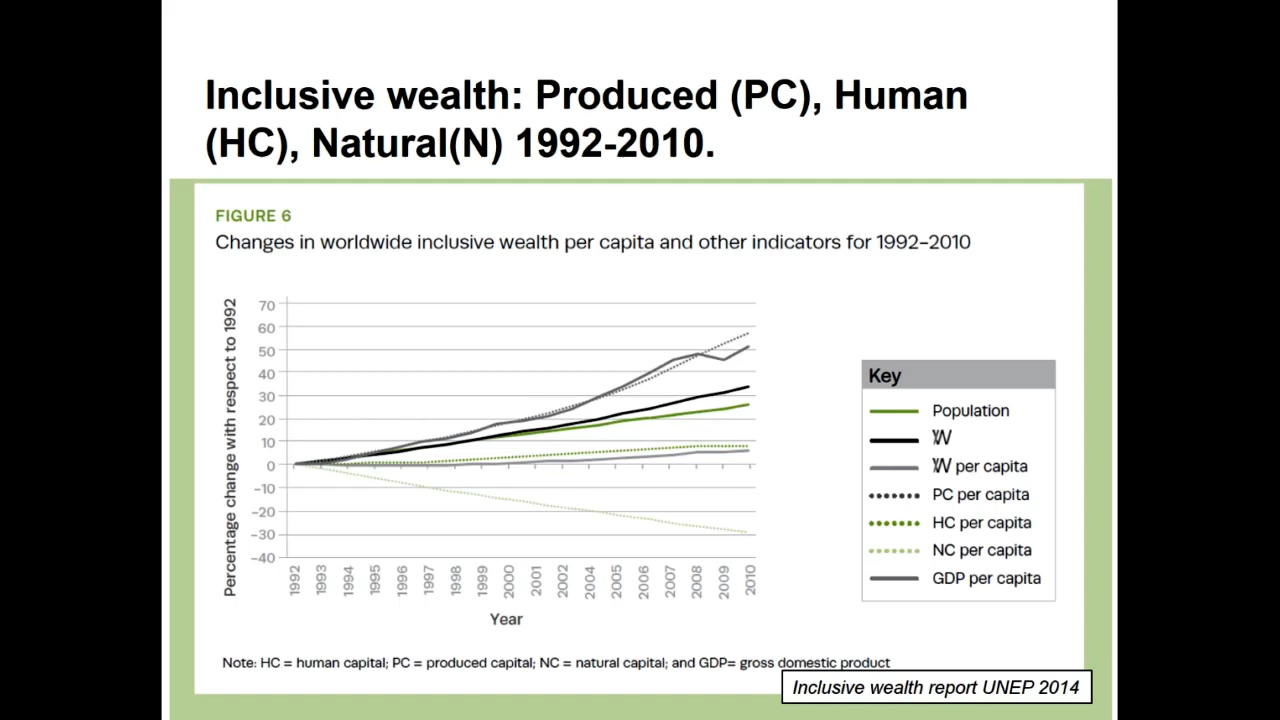 Inclusive wealth: Produced (PC), Human
(HC), Natural(N) 1992-2010.
FIGURE 6
Changes in worldwide inclusive wealth per capita and other indicators for 1992–2010
Percentage change with respect to 1992
70
60
50
40
30
20
10
0
-10
-20
-30
-40
1992
1993
1994
1995
1996
1997
1998
1999
2000
2001
2002
2004
2005
2006
2007
2008
2009
2010
Year
Key
Population
W
W per capita
PC per capita
HC per capita
NC per capita
GDP per capita
Note: HC = human capital; PC = produced capital; NC = natural capital; and GDP= gross domestic product
Inclusive wealth report UNEP 2014